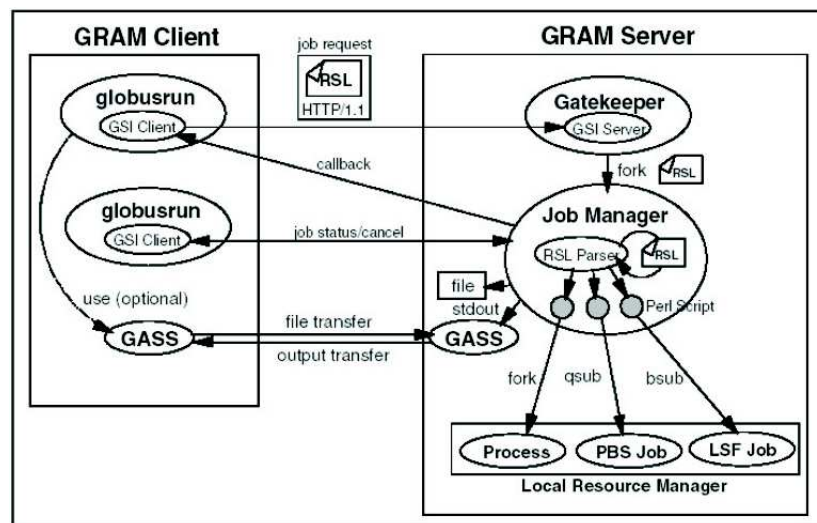 GRAM Client
job request
GRAM Server
RSL
HTTP/1.1
globusrun
GSI Client
Gatekeeper
GSI Server
callback
fork
RSL
globusrun
GSI Client
job status/cancel
Job Manager
RSL Parser
RSL
file
stdout
Perl Script
use (optional)
GASS
file transfer
output transfer
GASS
fork
qsub
bsub
Process
PBS Job
LSF Job
Local Resource Manager